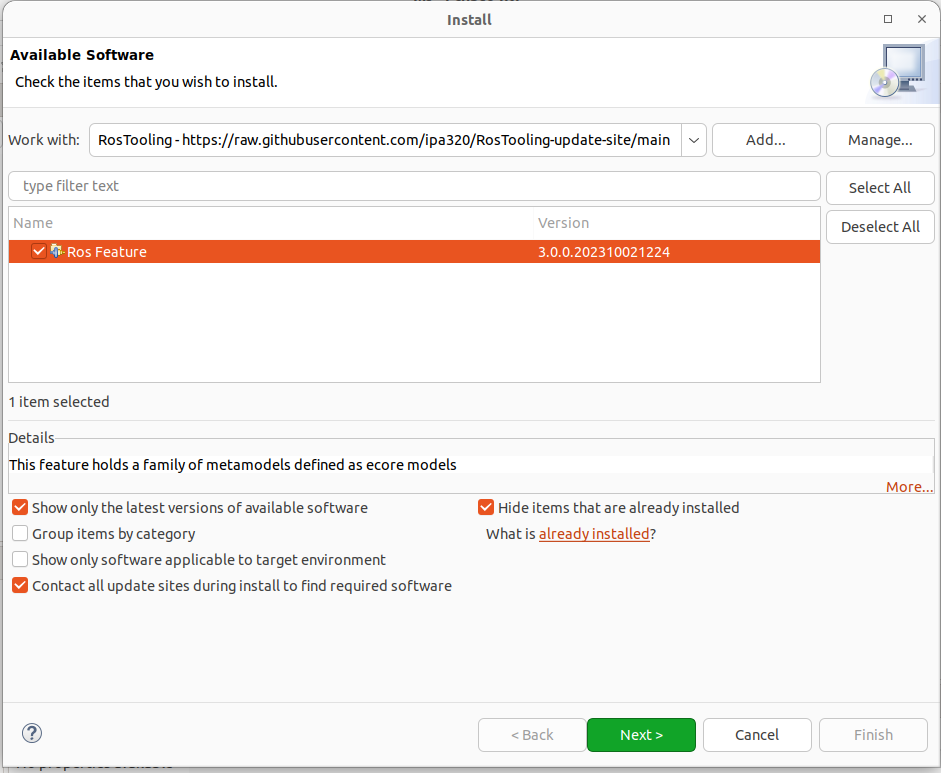 Install
Available Software
Check the items that you wish to install.
Work with: RosTooling - https://raw.githubusercontent.com/ipa320/RosTooling-update-site/main Add... Manage...
type filter text Select All
Name Version Deselect All
Ros Feature 3.0.0.202310021224
1 item selected
Details
This feature holds a family of metamodels defined as ecore models
More...
Show only the latest versions of available software Hide items that are already installed
Group items by category What is already installed?
Show only software applicable to target environment
Contact all update sites during install to find required software
? < Back Next > Cancel Finish